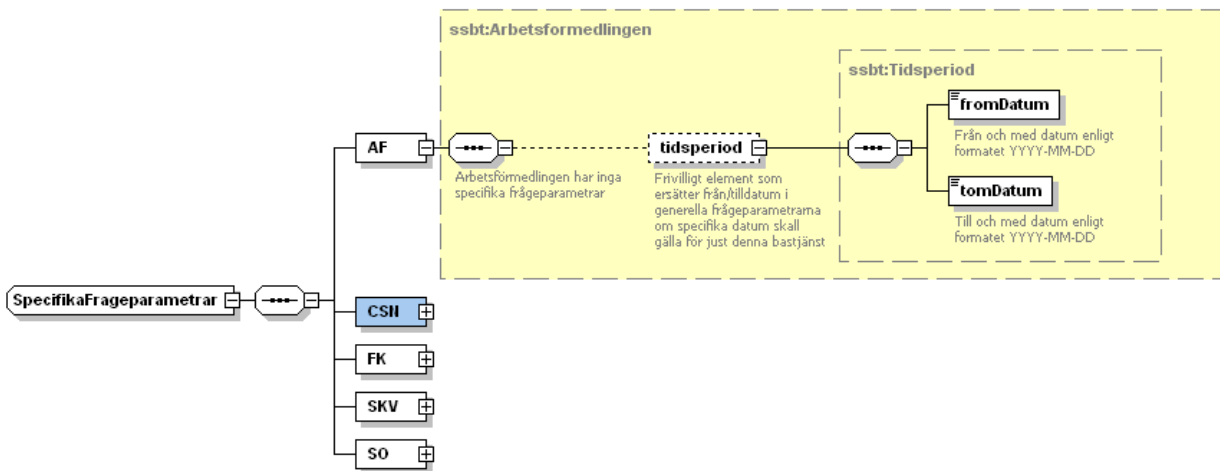 ssbt:Arbetsformedlingen
ssbt:Tidsperiod
fromDatum
Från och med datum enligt
formatet YYYY-MM-DD
AF
Arbetsförmedlingen har inga
specifika frågeparametrar
tidsperiod
Frivilligt element som
ersätter från/tilldatum i
generella frågeparametrarna
om specifika datum skall
gälla för just denna bastjänst
tomDatum
Till och med datum enligt
formatet YYYY-MM-DD
SpecifikaFrageparametrar
CSN
FK
SKV
SO